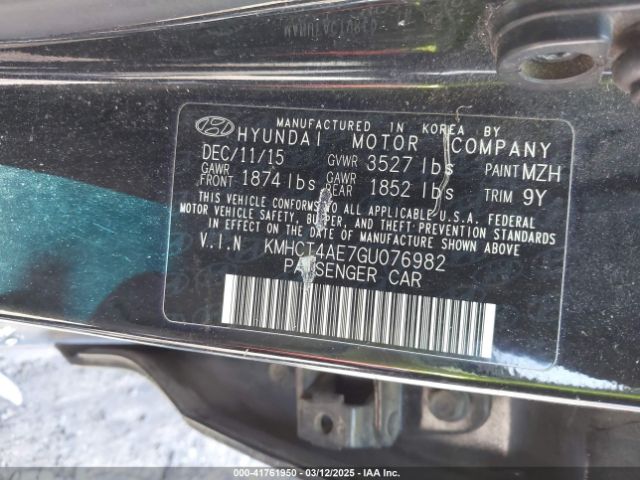 MANUFACTURED IN KOREA BY
HYUNDAI MOTOR COMPANY
DEC/11/15 GVWR 3527 lbs PAINT MZH
GAWR FRONT 1874 lbs GAWR REAR 1852 lbs TRIM 9Y
THIS VEHICLE CONFORMS TO ALL APPLICABLE U.S.A. FEDERAL
MOTOR VEHICLE SAFETY, BUMPER, AND THEFT PREVENTION STANDARDS
IN EFFECT ON THE DATE OF MANUFACTURE SHOWN ABOVE.
V.I.N KMHCT4AE7GU076982
PASSENGER CAR
000-41761950 | 03/12/2025 - IAA Inc.